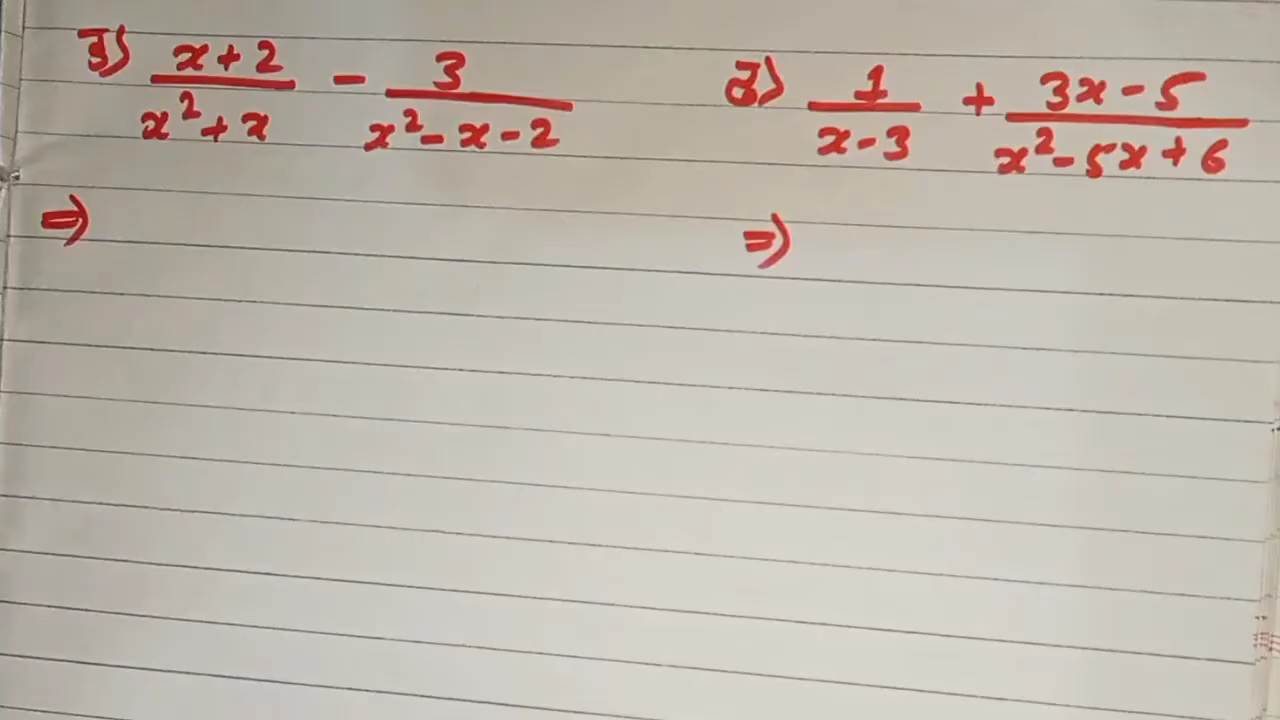 ज) (x+2)/(x²+x) - 3/(x²-x-2)
ट) 1/(x-3) + (3x-5)/(x²-5x+6)
⇒
⇒